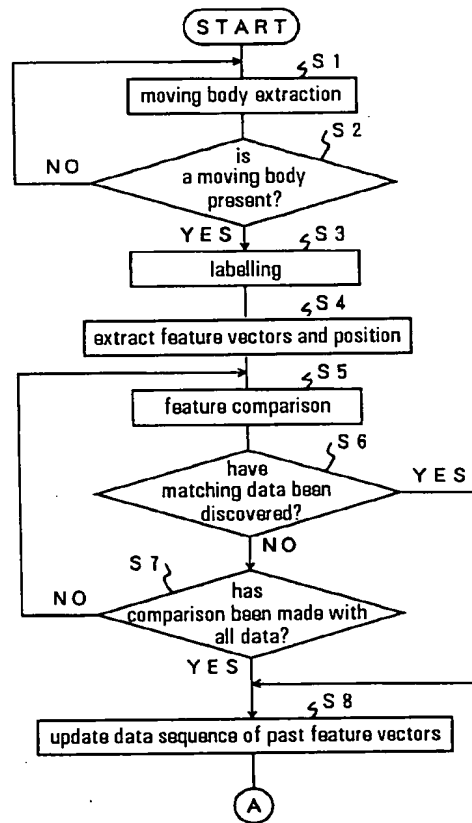 START
S1
moving body extraction
S2
is
a moving body
present?
NO
YES
S3
labelling
S4
extract feature vectors and position
S5
feature comparison
S6
have
matching data been
discovered?
YES
NO
S7
has
comparison been made with
all data?
NO
YES
S8
update data sequence of past feature vectors
A